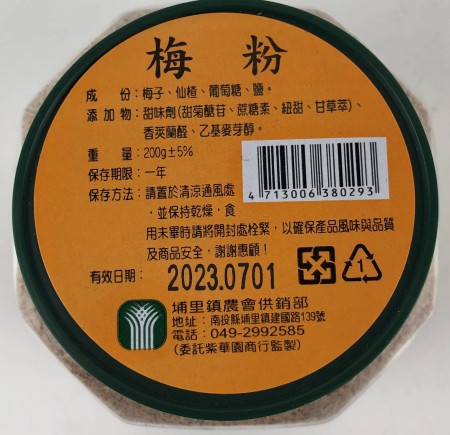 梅粉
成份:梅子、仙楂、葡萄糖、鹽。
添加物:甜味劑(甜菊醣苷、蔗糖素、紐甜、甘草萃)、
香莢蘭醛、乙基麥芽醇。
重量:200g±5%
保存期限:一年
保存方法:請置於清涼通風處
,並保持乾燥,食
用未畢時請將開封處栓緊,以確保產品風味與品質
及商品安全,謝謝惠顧!
4 713006 380293
有效日期: 2023.0701
1
埔里鎮農會供銷部
地址:南投縣埔里鎮建國路139號
電話:049-2992585
(委託紫華園商行監製)